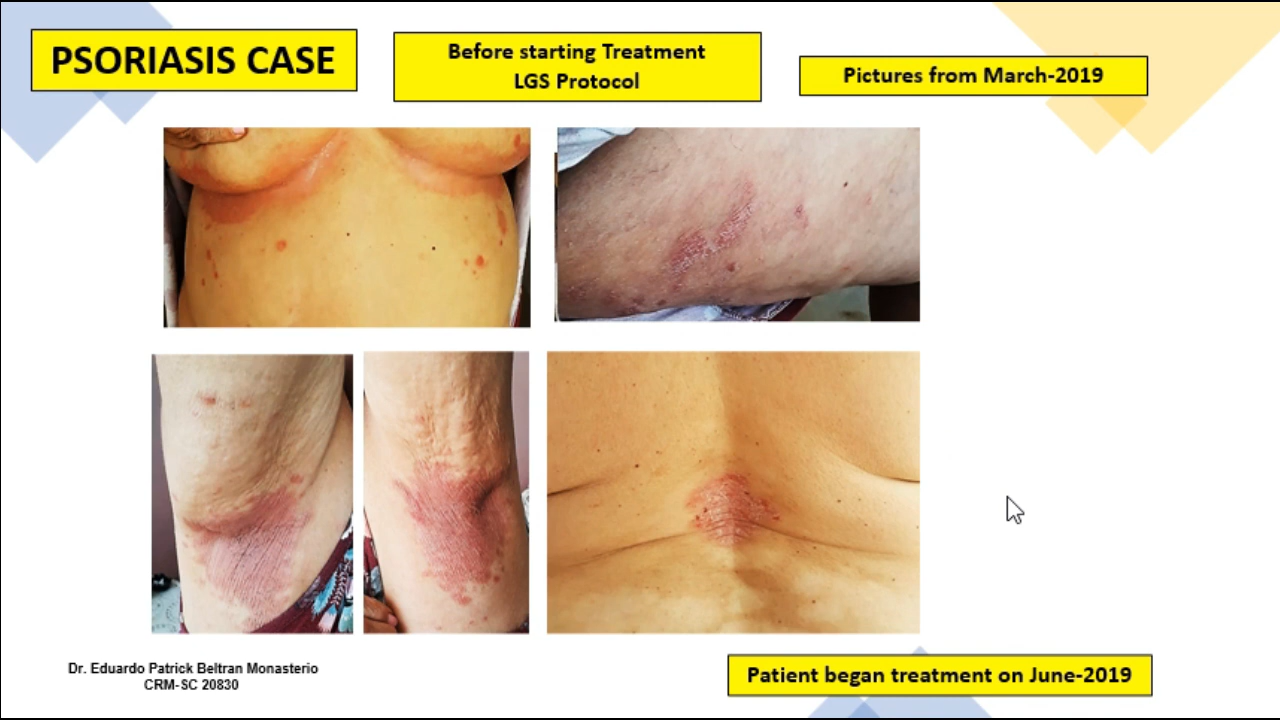 PSORIASIS CASE
Before starting Treatment
LGS Protocol
Pictures from March-2019
Dr. Eduardo Patrick Beltran Monasterio
CRM-SC 20830
Patient began treatment on June-2019